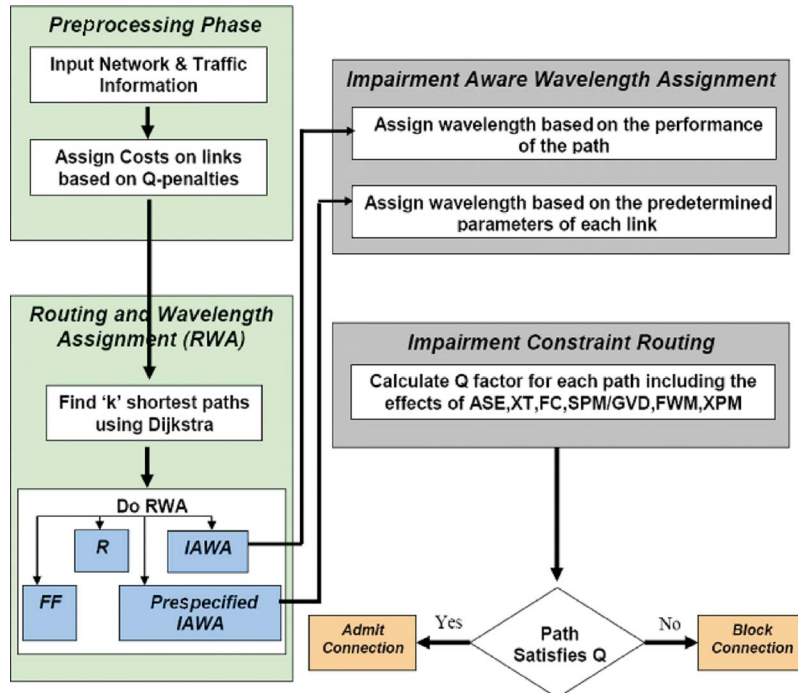 Preprocessing Phase
Input Network & Traffic
Information
Assign Costs on links
based on Q-penalties
Routing and Wavelength
Assignment (RWA)
Find ‘k’ shortest paths
using Dijkstra
Do RWA
R
IAWA
FF
Prespecified
IAWA
Impairment Aware Wavelength Assignment
Assign wavelength based on the performance
of the path
Assign wavelength based on the predetermined
parameters of each link
Impairment Constraint Routing
Calculate Q factor for each path including the
effects of ASE,XT,FC,SPM/GVD,FWM,XPM
Path
Satisfies Q
Yes
Admit
Connection
No
Block
Connection